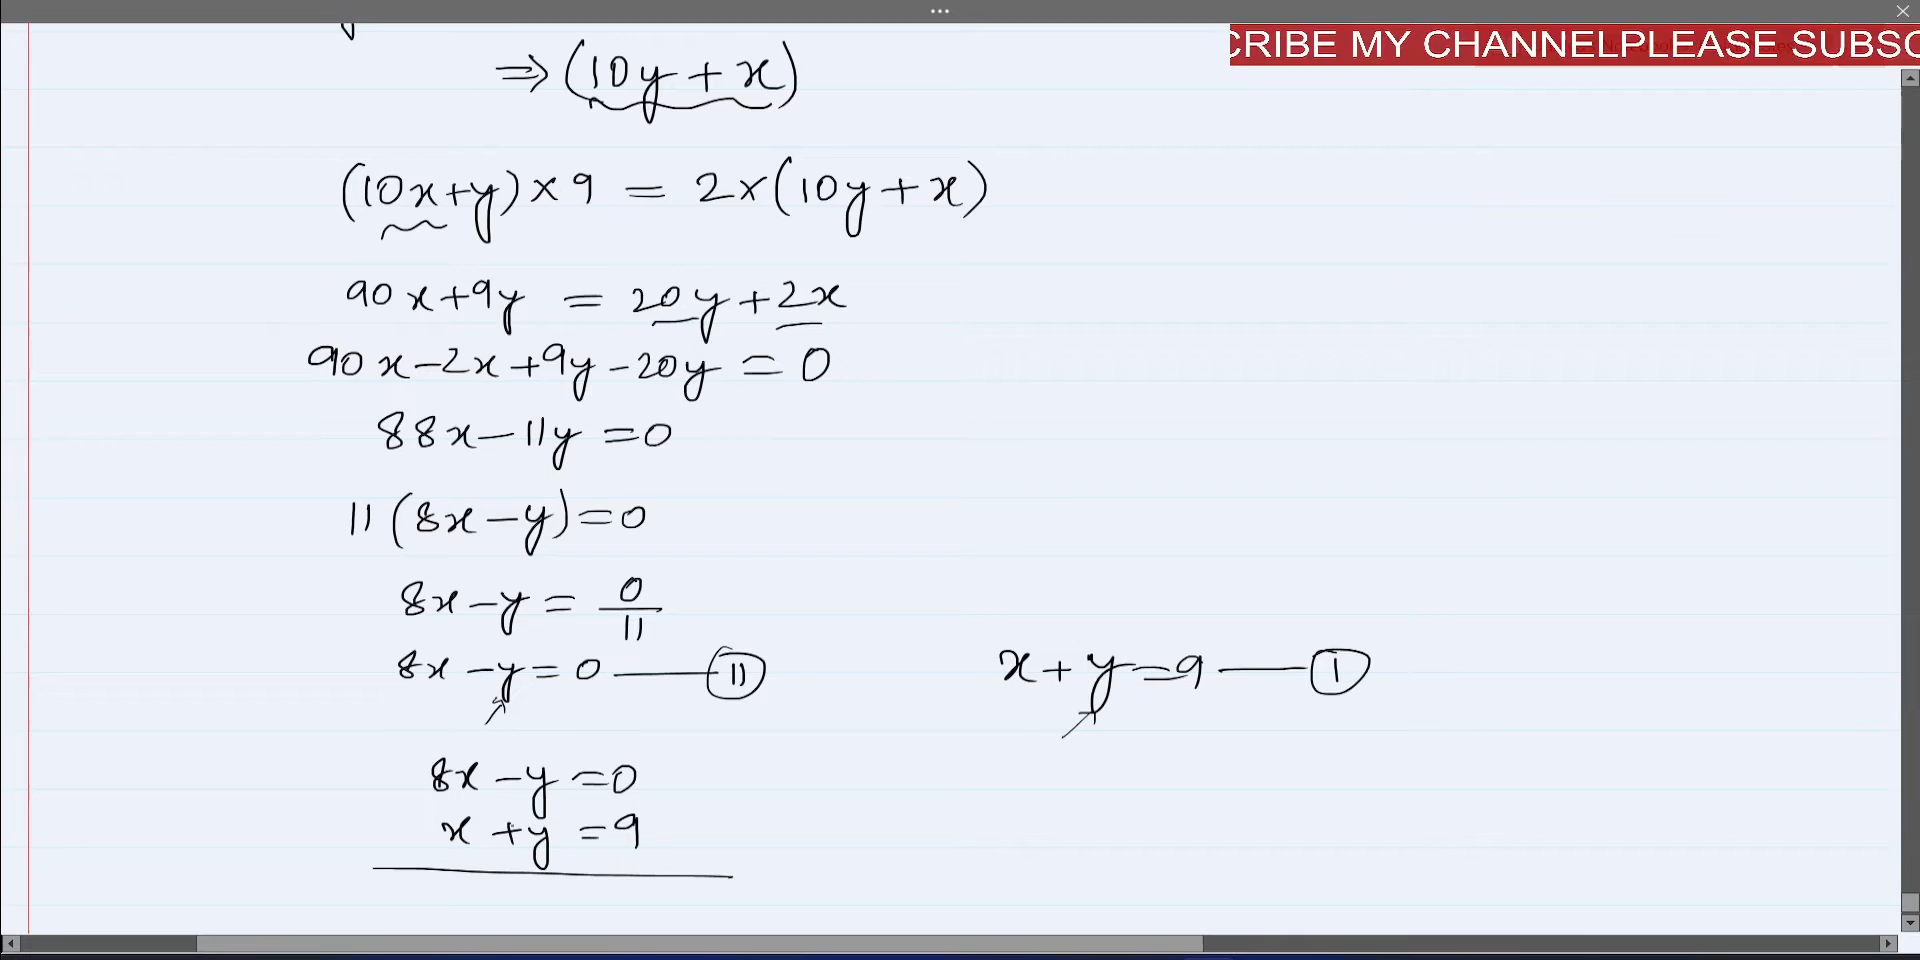 CRIBE MY CHANNELPLEASE SUBSC
⇒ (10y + x)
(10x+y) × 9 = 2×(10y + x)
90x+9y = 20y+2x
90x-2x+9y-20y = 0
88x-11y=0
11(8x-y)=0
8x-y = 0/11
8x-y=0 —— II
x+y=9 —— I
8x-y=0
x+y=9